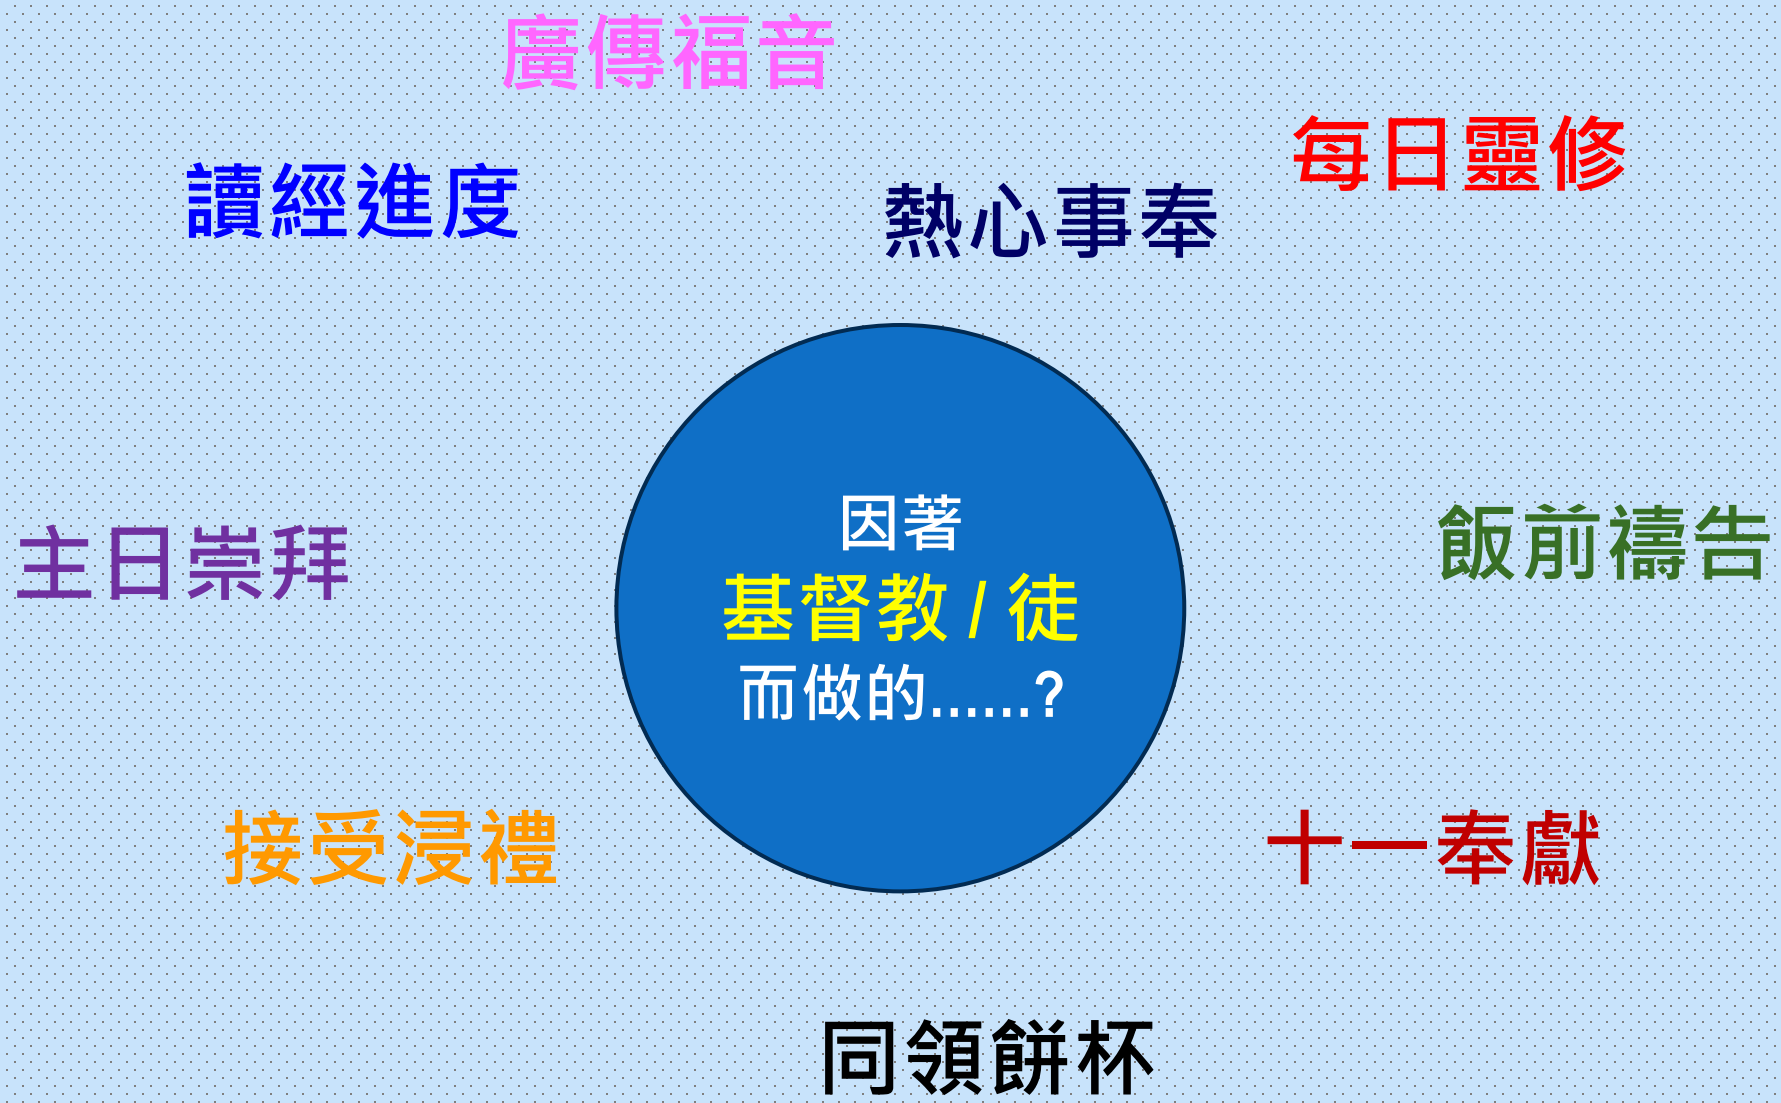 廣傳福音
每日靈修
讀經進度
熱心事奉
因著
基督教 / 徒
而做的......?
主日崇拜
飯前禱告
接受浸禮
十一奉獻
同領餅杯